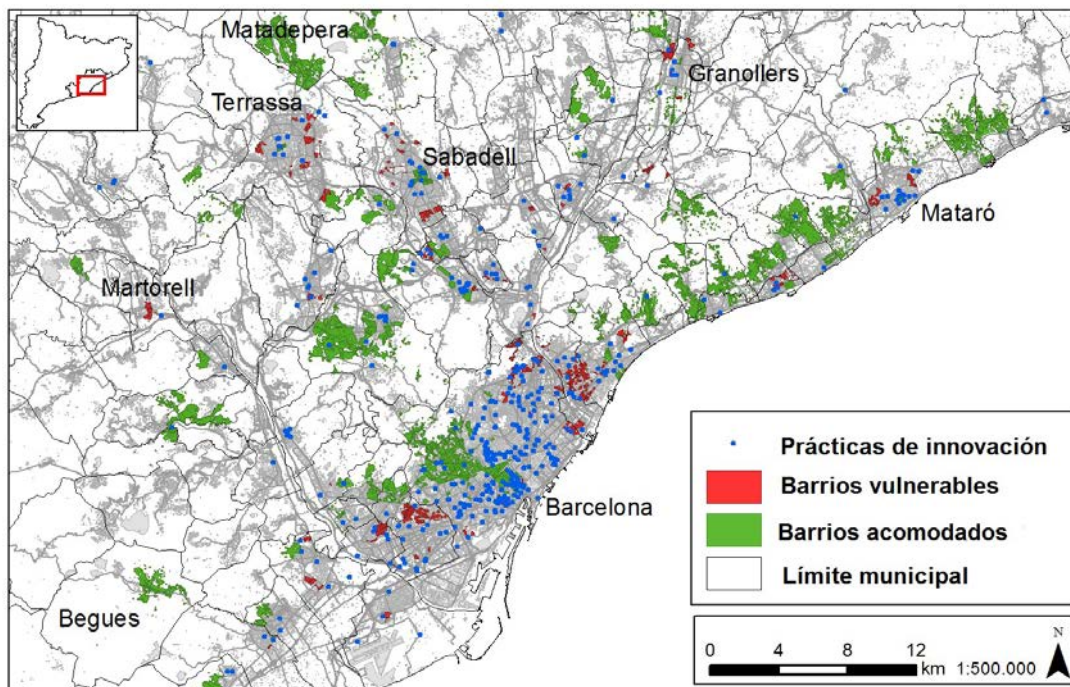 Matadepera
Granollers
Terrassa
Sabadell
Mataró
Martorell
Barcelona
Begues
Prácticas de innovación
Barrios vulnerables
Barrios acomodados
Límite municipal
N
0 4 8 12
km 1:500.000